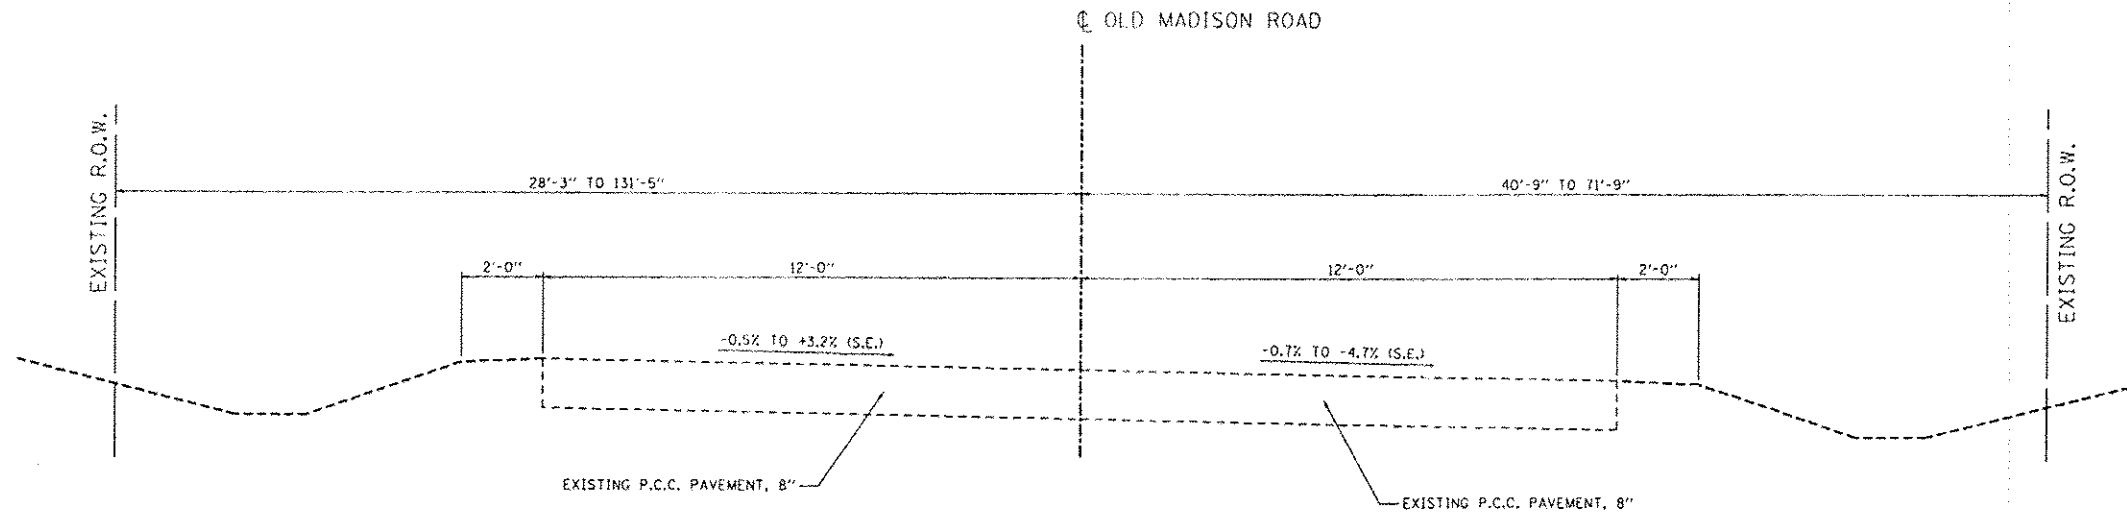 ℄ OLD MADISON ROAD
EXISTING R.O.W.
28'-3" TO 131'-5"
40'-9" TO 71'-9"
EXISTING R.O.W.
2'-0"
12'-0"
12'-0"
2'-0"
-0.5% TO +3.2% (S.E.)
-0.7% TO -4.7% (S.E.)
EXISTING P.C.C. PAVEMENT, 8"
EXISTING P.C.C. PAVEMENT, 8"